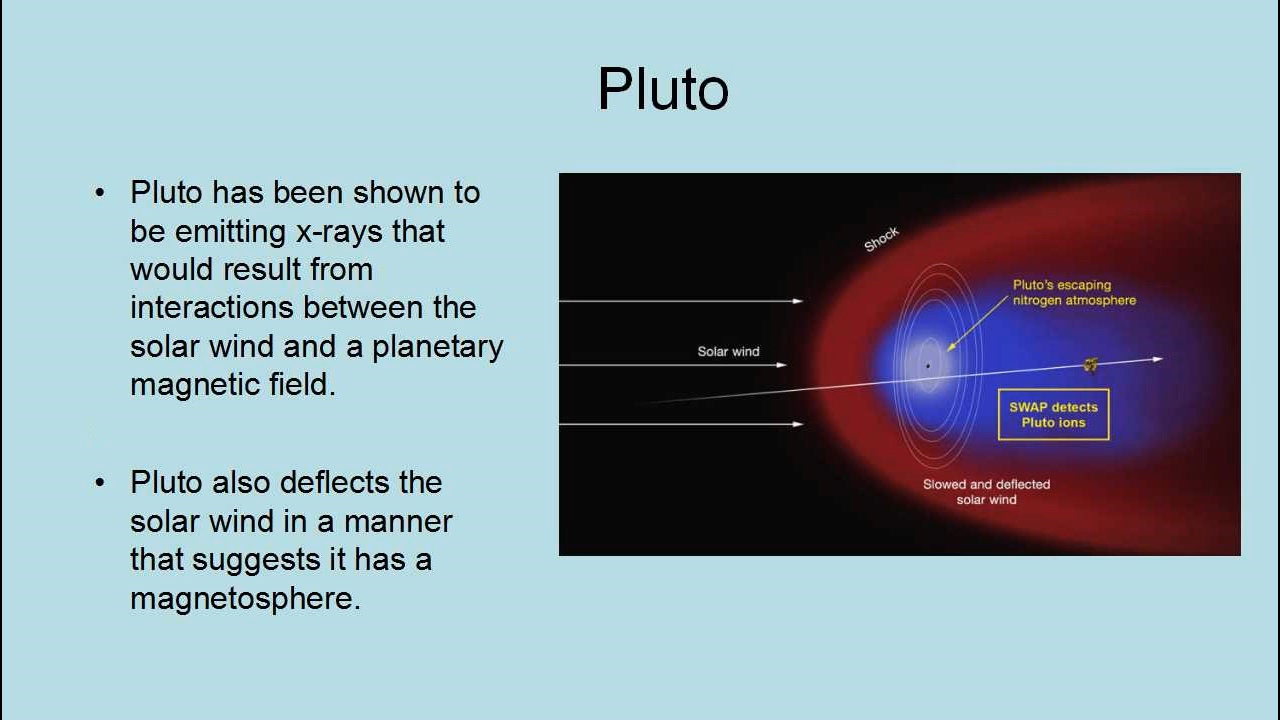 Pluto
• Pluto has been shown to
be emitting x-rays that
would result from
interactions between the
solar wind and a planetary
magnetic field.
• Pluto also deflects the
solar wind in a manner
that suggests it has a
magnetosphere.
Shock
Pluto's escaping
nitrogen atmosphere
Solar wind
SWAP detects
Pluto ions
Slowed and deflected
solar wind